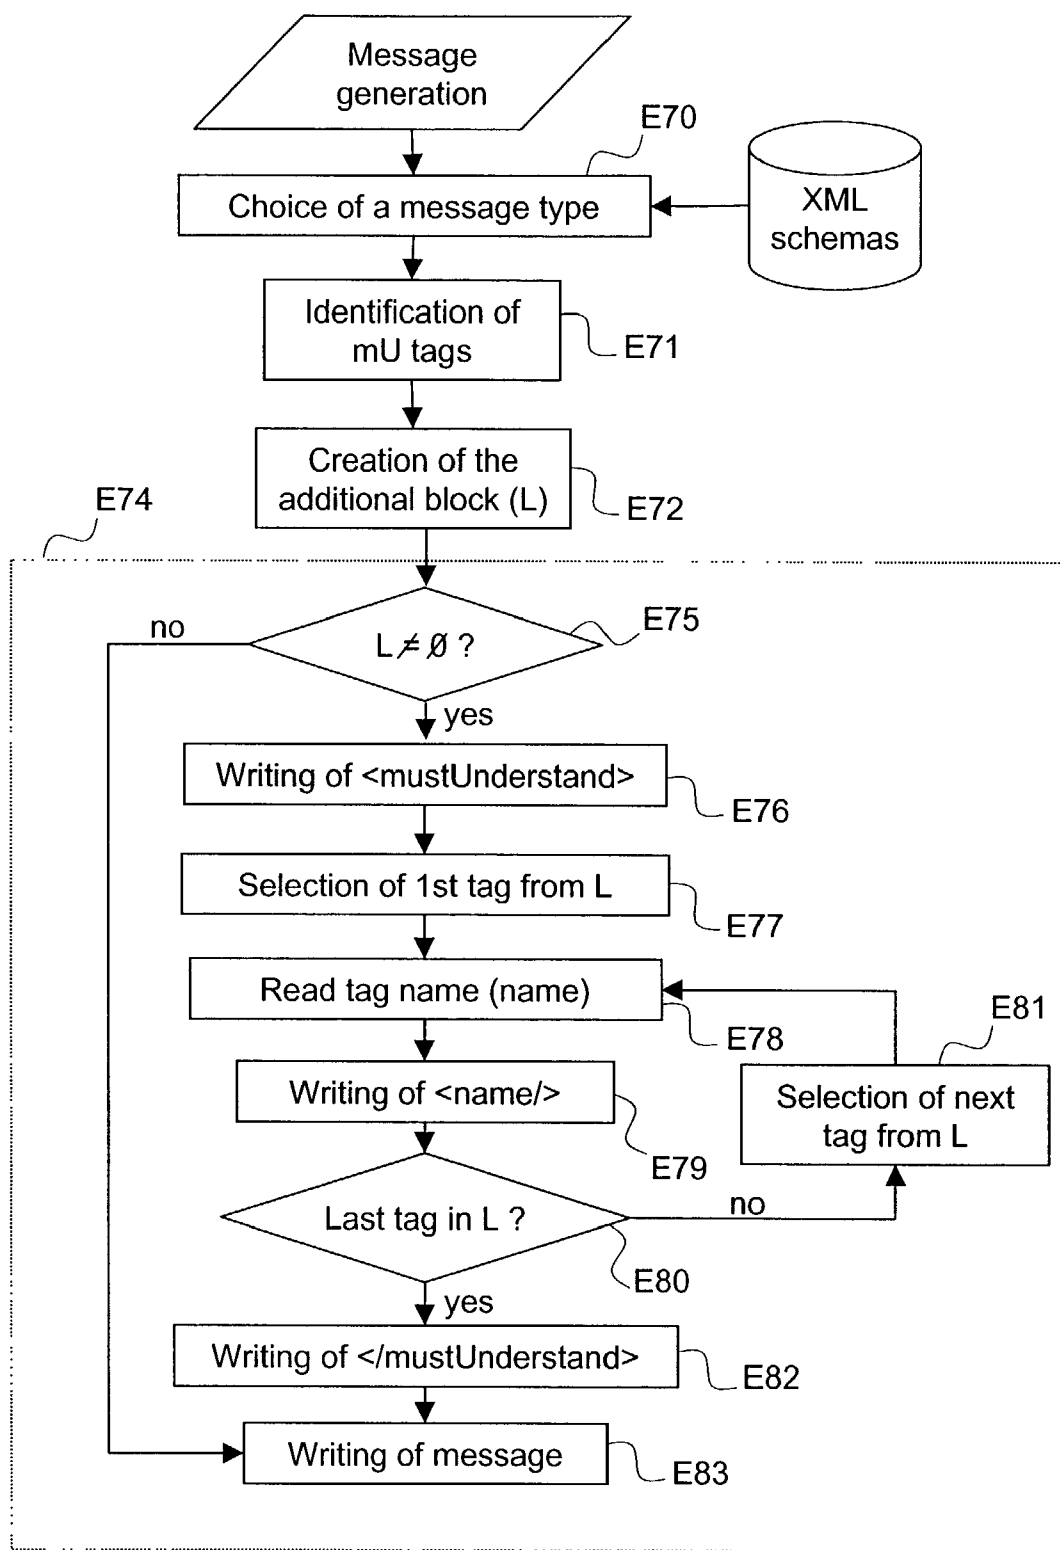 Message
generation
E70
Choice of a message type
XML
schemas
Identification of
mU tags
E71
Creation of the
additional block (L)
E72
E74
no
L ≠ Ø ?
E75
yes
Writing of <mustUnderstand>
E76
Selection of 1st tag from L
E77
Read tag name (name)
E78
E81
Writing of <name/>
E79
Selection of next
tag from L
Last tag in L ?
no
E80
yes
Writing of </mustUnderstand>
E82
Writing of message
E83